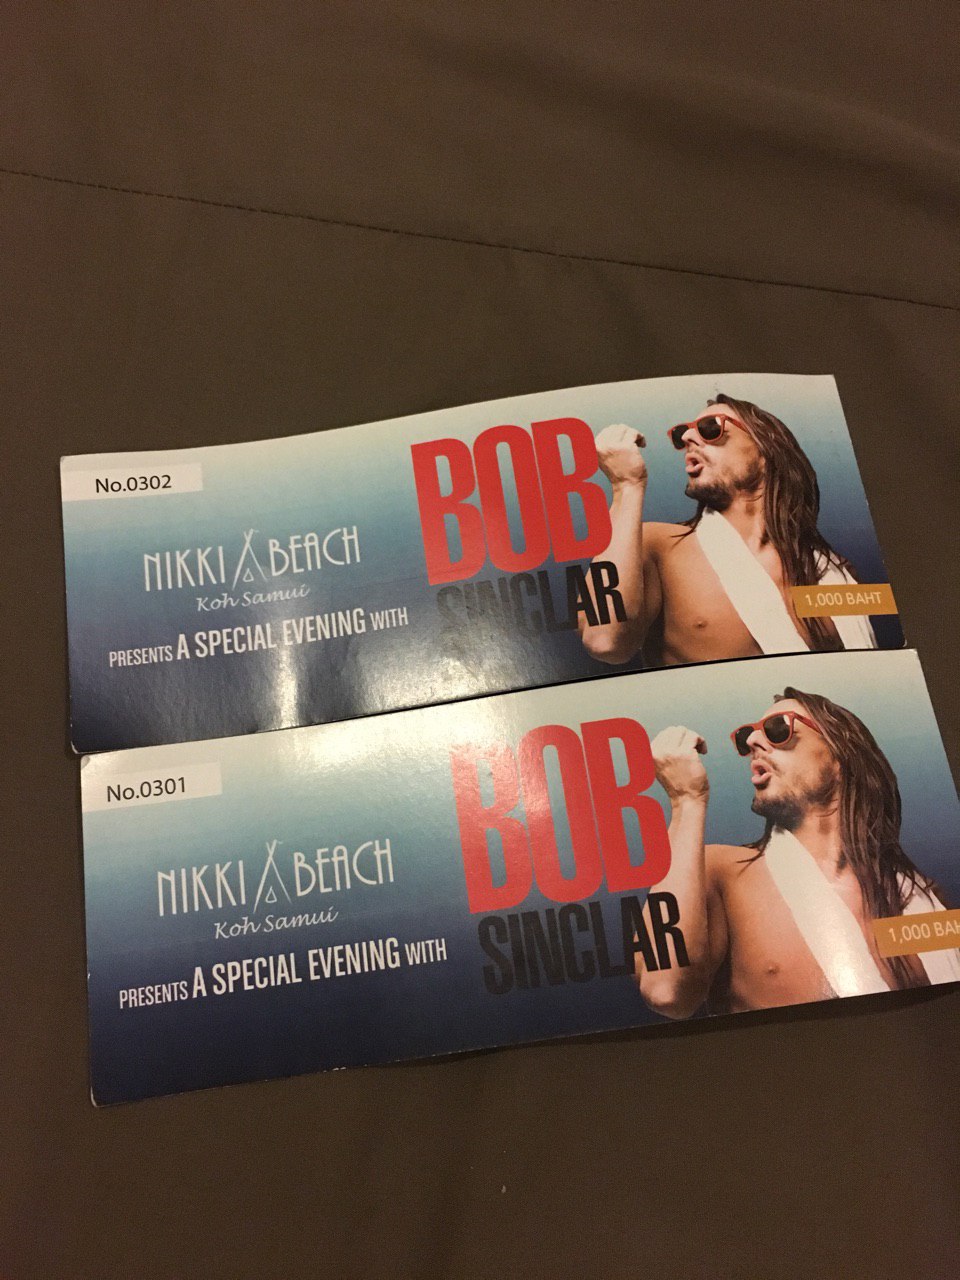 No.0302
NIKKI BEACH
Koh Samui
PRESENTS A SPECIAL EVENING WITH
BOB
SINCLAR
1,000 BAHT
No.0301
NIKKI BEACH
Koh Samui
PRESENTS A SPECIAL EVENING WITH
BOB
SINCLAR
1,000 BAH